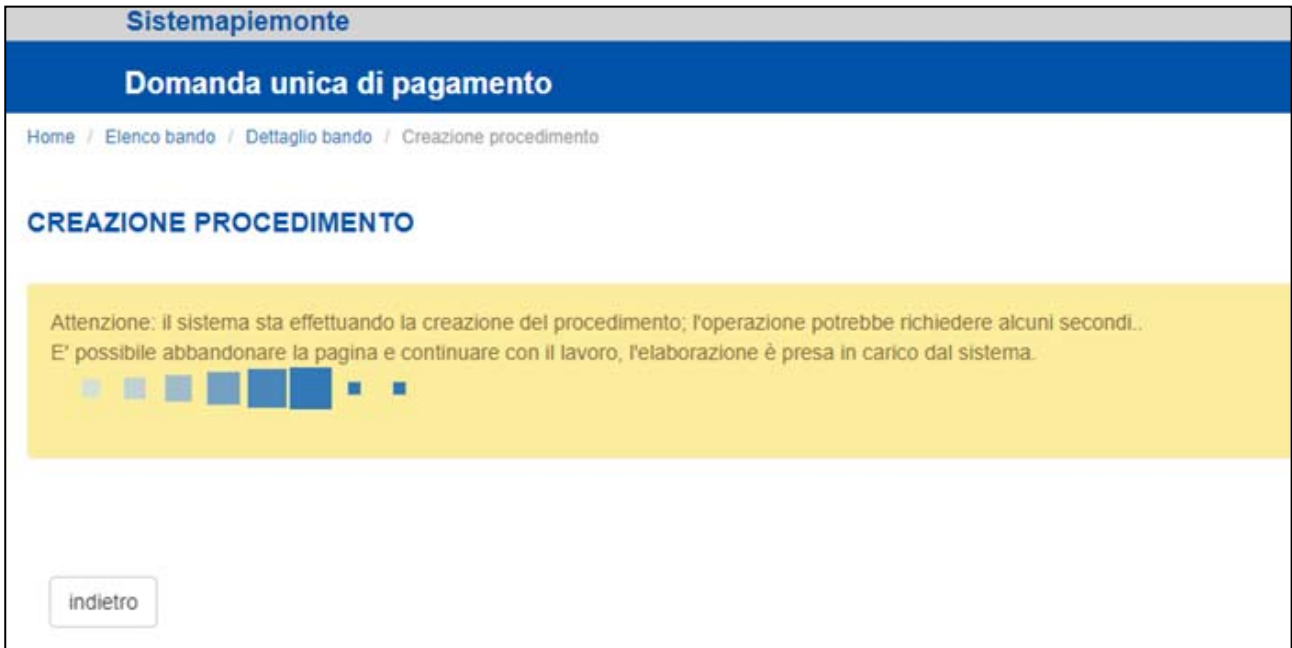 Sistemapiemonte
Domanda unica di pagamento
Home / Elenco bando / Dettaglio bando / Creazione procedimento
CREAZIONE PROCEDIMENTO
Attenzione: il sistema sta effettuando la creazione del procedimento; l'operazione potrebbe richiedere alcuni secondi..
E' possibile abbandonare la pagina e continuare con il lavoro, l'elaborazione è presa in carico dal sistema.
indietro